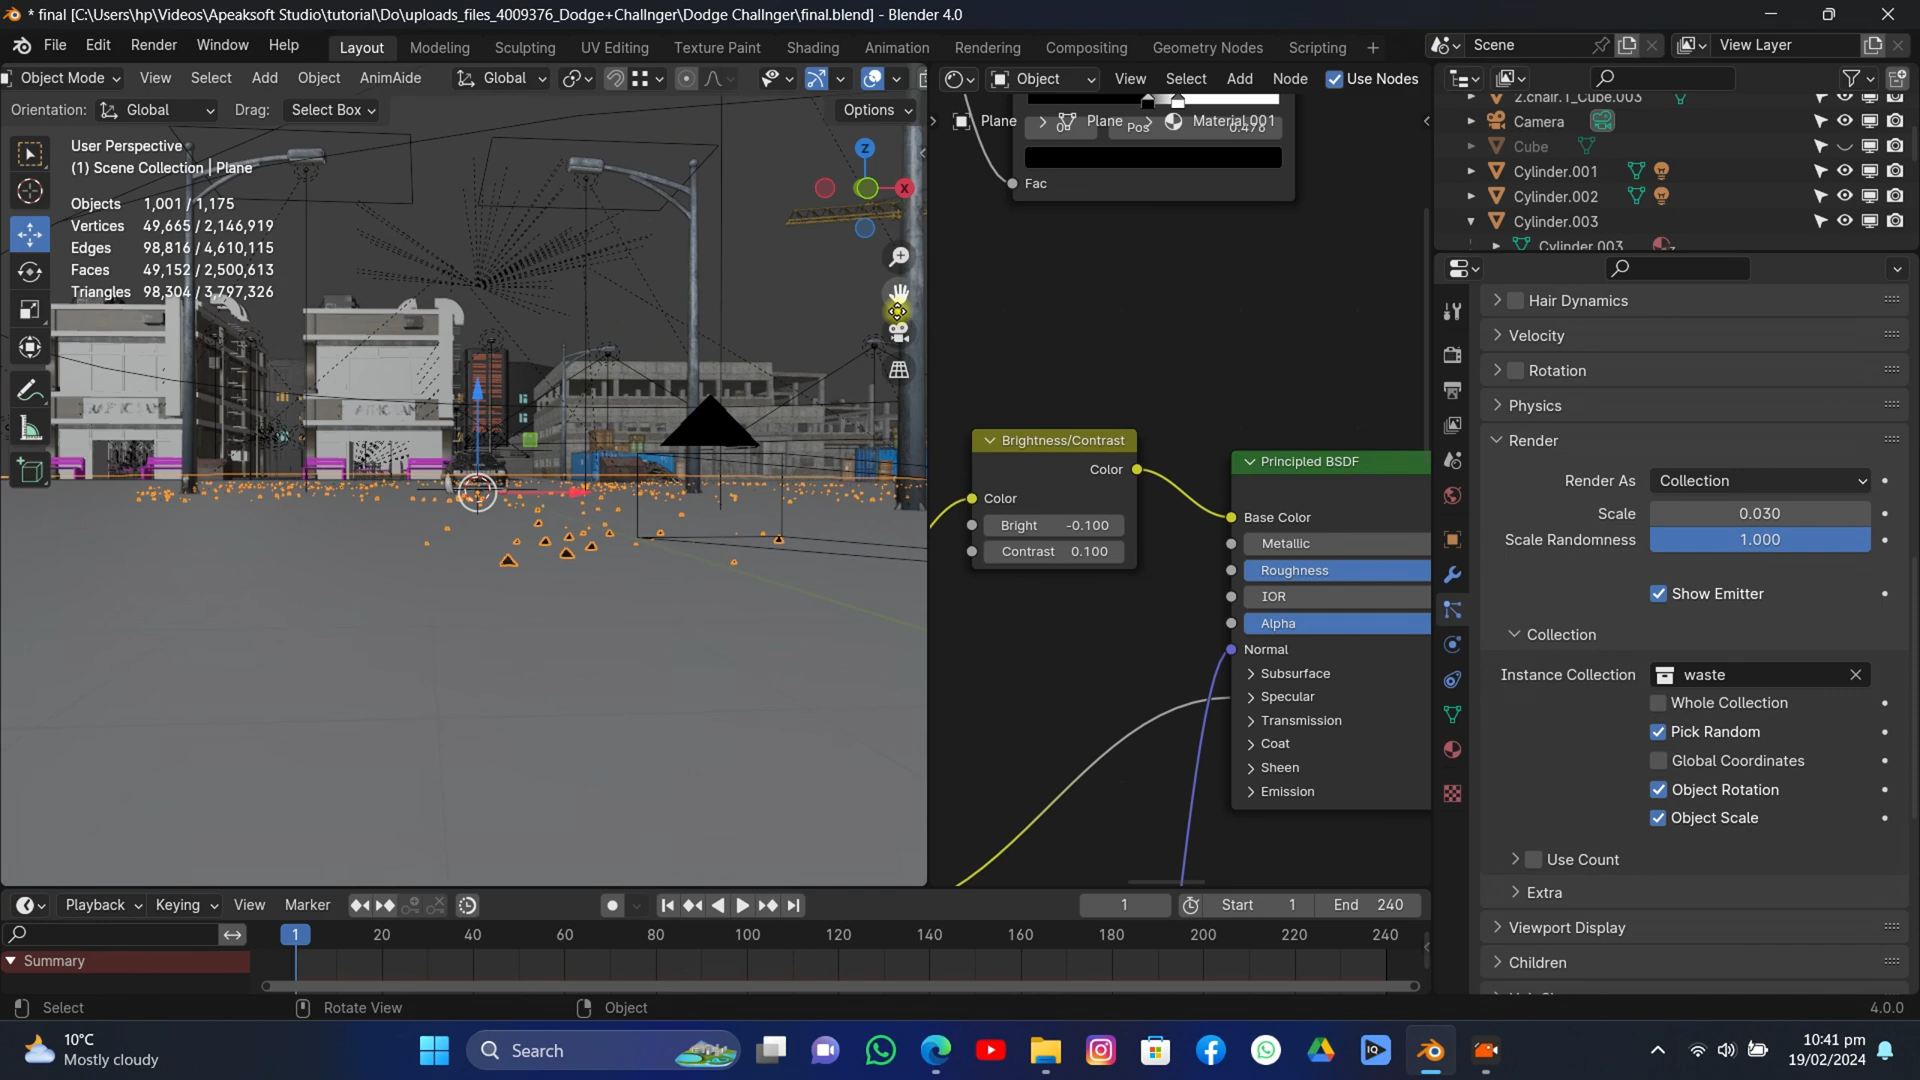 * final [C:\Users\hp\Videos\Apeaksoft Studio\tutorial\Do\uploads_files_4009376_Dodge+Challnger\Dodge Challnger\final.blend] - Blender 4.0
File Edit Render Window Help Layout Modeling Sculpting UV Editing Texture Paint Shading Animation Rendering Compositing Geometry Nodes Scripting + Scene View Layer
Object Mode View Select Add Object AnimAide Global
Orientation: Global Drag: Select Box Options
User Perspective
(1) Scene Collection | Plane
Objects 1,001 / 1,175
Vertices 49,665 / 2,146,919
Edges 98,816 / 4,610,115
Faces 49,152 / 2,500,613
Triangles 98,304 / 3,797,326
Z
X
Object View Select Add Node Use Nodes
Plane > Plane > Material.001
0 Pos 0.476
Fac
Brightness/Contrast
Color
Color
Bright -0.100
Contrast 0.100
Principled BSDF
Base Color
Metallic
Roughness
IOR
Alpha
Normal
Subsurface
Specular
Transmission
Coat
Sheen
Emission
2.chair.1_Cube.003
Camera
Cube
Cylinder.001
Cylinder.002
Cylinder.003
Cylinder.003
Hair Dynamics
Velocity
Rotation
Physics
Render
Render As Collection
Scale 0.030
Scale Randomness 1.000
Show Emitter
Collection
Instance Collection waste
Whole Collection
Pick Random
Global Coordinates
Object Rotation
Object Scale
Use Count
Extra
Viewport Display
Children
Playback Keying View Marker 1 Start 1 End 240
1 20 40 60 80 100 120 140 160 180 200 220 240
Summary
Select Rotate View Object 4.0.0
10°C
Mostly cloudy
Search
10:41 pm
19/02/2024